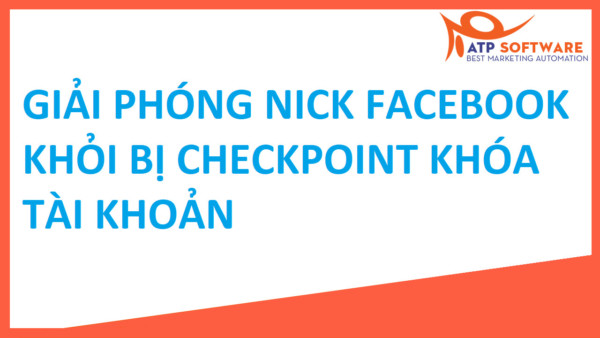 ATP SOFTWARE
BEST MARKETING AUTOMATION
GIẢI PHÓNG NICK FACEBOOK
KHỎI BỊ CHECKPOINT KHÓA
TÀI KHOẢN